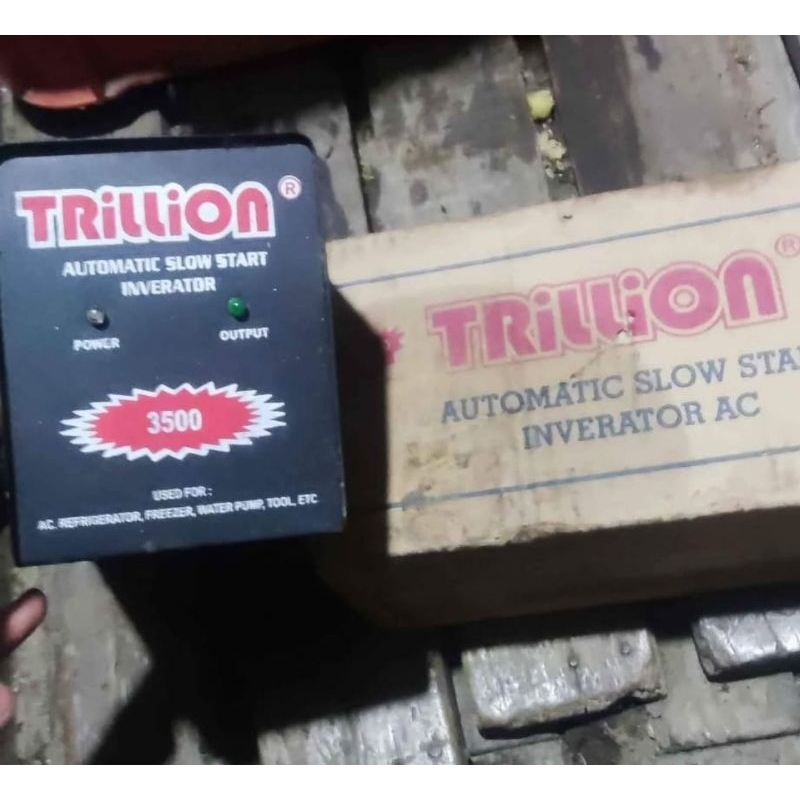 TRiLLiON ®
AUTOMATIC SLOW START
INVERATOR
POWER OUTPUT
3500
USED FOR :
AC, REFRIGERATOR, FREEZER, WATER PUMP, TOOL, ETC
TRiLLiON ®
AUTOMATIC SLOW STA
INVERATOR AC